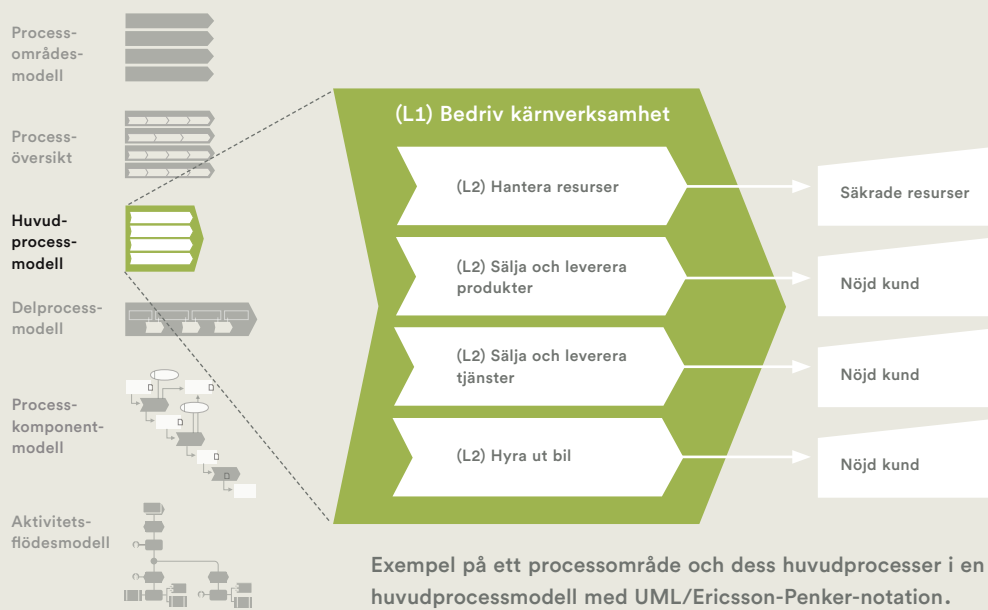 Process-
områdes-
modell
Process-
översikt
Huvud-
process-
modell
Delprocess-
modell
Process-
komponent-
modell
Aktivitets-
flödesmodell
(L1) Bedriv kärnverksamhet
(L2) Hantera resurser
Säkrade resurser
(L2) Sälja och leverera
produkter
Nöjd kund
(L2) Sälja och leverera
tjänster
Nöjd kund
(L2) Hyra ut bil
Nöjd kund
Exempel på ett processområde och dess huvudprocesser i en
huvudprocessmodell med UML/Ericsson-Penker-notation.